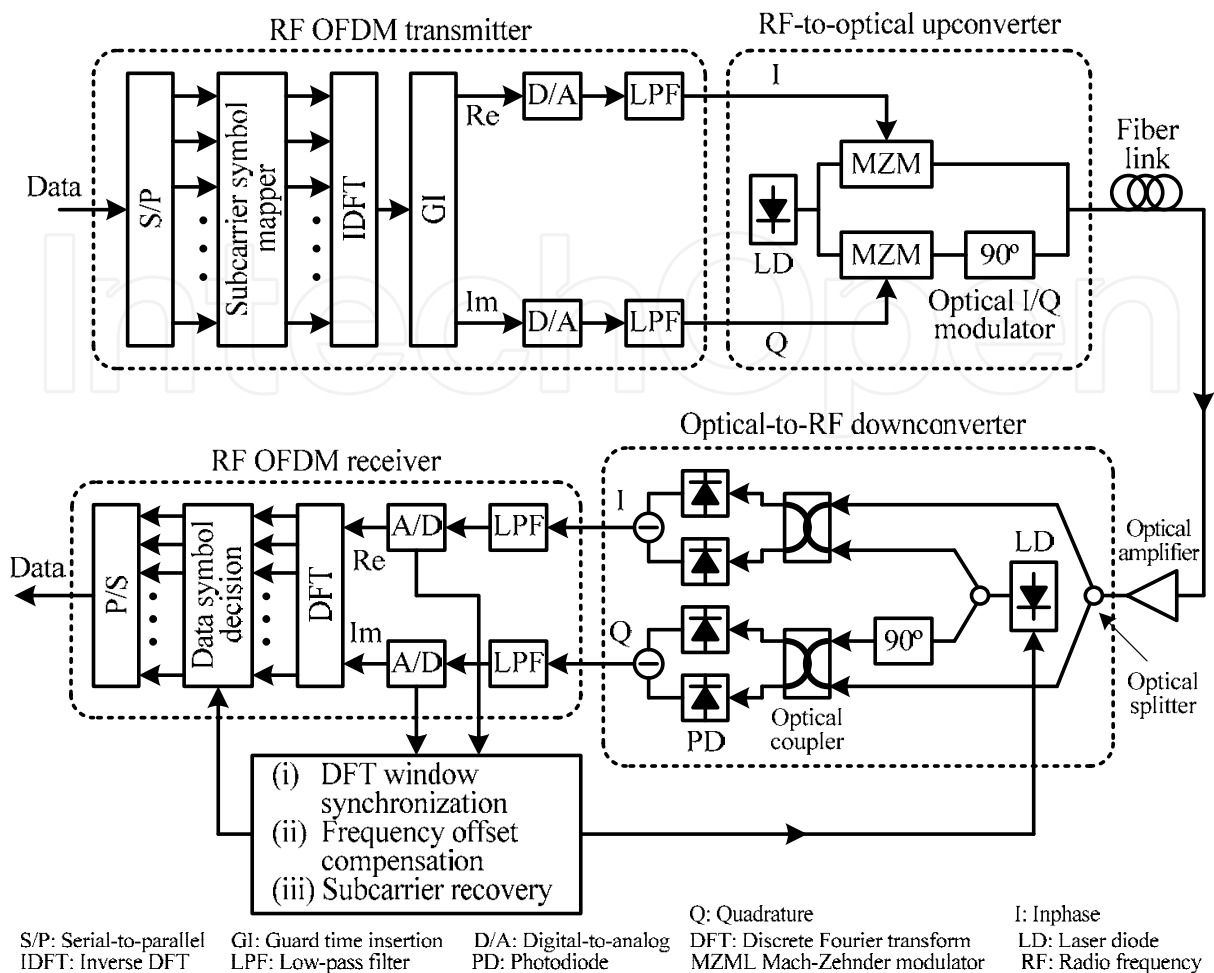 RF OFDM transmitter
RF-to-optical upconverter
Data
S/P
Subcarrier symbol
mapper
IDFT
GI
Re
D/A
LPF
I
Im
D/A
LPF
Q
LD
MZM
MZM
90º
Optical I/Q
modulator
Fiber
link
IntechOpen
Optical-to-RF downconverter
RF OFDM receiver
Data
P/S
Data symbol
decision
DFT
Re
A/D
LPF
I
Im
A/D
LPF
Q
PD
Optical
coupler
90º
LD
Optical
amplifier
Optical
splitter
(i) DFT window
synchronization
(ii) Frequency offset
compensation
(iii) Subcarrier recovery
Q: Quadrature
I: Inphase
S/P: Serial-to-parallel
GI: Guard time insertion
D/A: Digital-to-analog
DFT: Discrete Fourier transform
LD: Laser diode
IDFT: Inverse DFT
LPF: Low-pass filter
PD: Photodiode
MZML Mach-Zehnder modulator
RF: Radio frequency